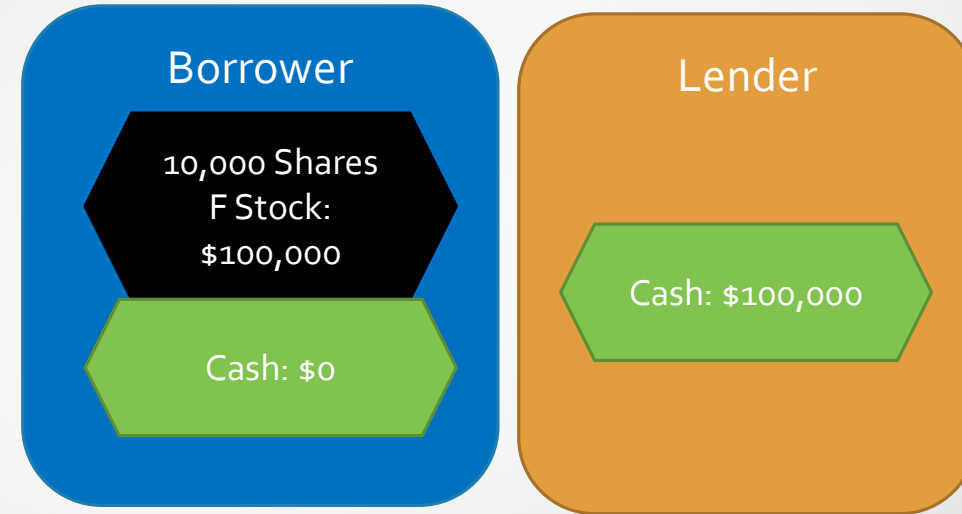 Borrower
10,000 Shares
F Stock:
$100,000
Cash: $0
Lender
Cash: $100,000